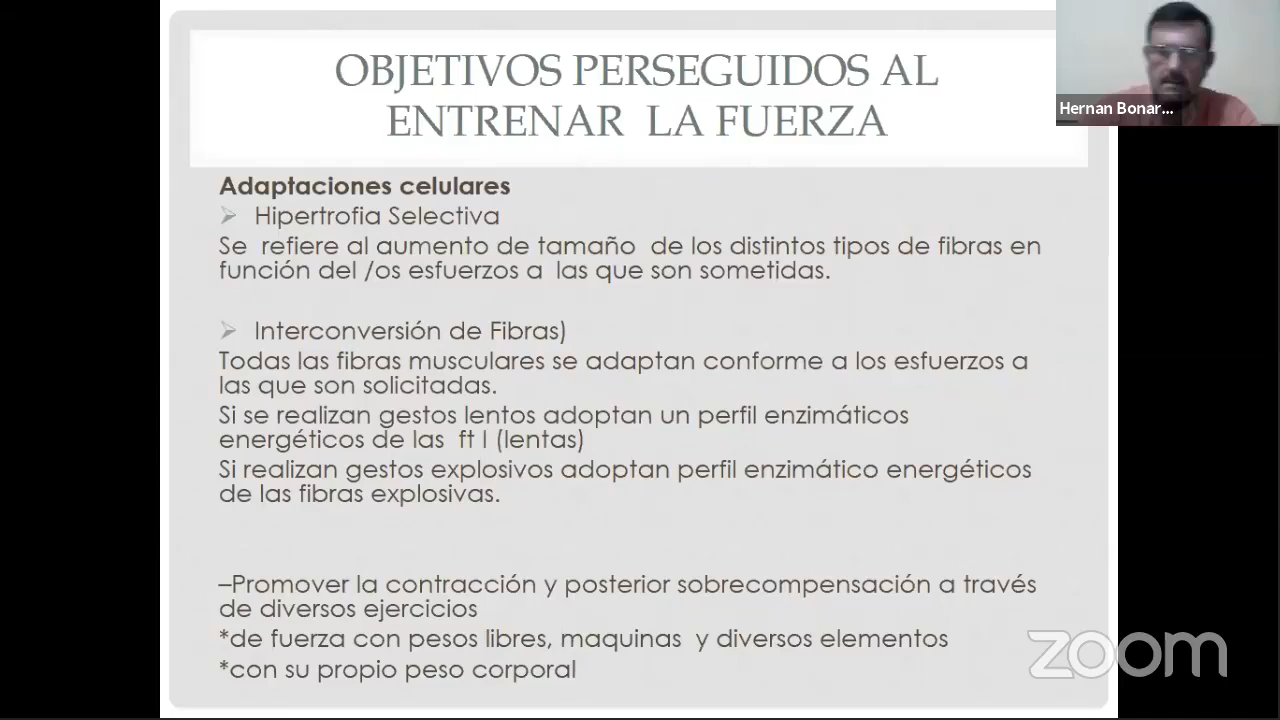 OBJETIVOS PERSEGUIDOS AL
ENTRENAR LA FUERZA
Hernan Bonar...
Adaptaciones celulares
Hipertrofia Selectiva
Se refiere al aumento de tamaño de los distintos tipos de fibras en
función del /os esfuerzos a las que son sometidas.
Interconversión de Fibras)
Todas las fibras musculares se adaptan conforme a los esfuerzos a
las que son solicitadas.
Si se realizan gestos lentos adoptan un perfil enzimáticos
energéticos de las ft I (lentas)
Si realizan gestos explosivos adoptan perfil enzimático energéticos
de las fibras explosivas.
–Promover la contracción y posterior sobrecompensación a través
de diversos ejercicios
*de fuerza con pesos libres, maquinas y diversos elementos
*con su propio peso corporal
zoom